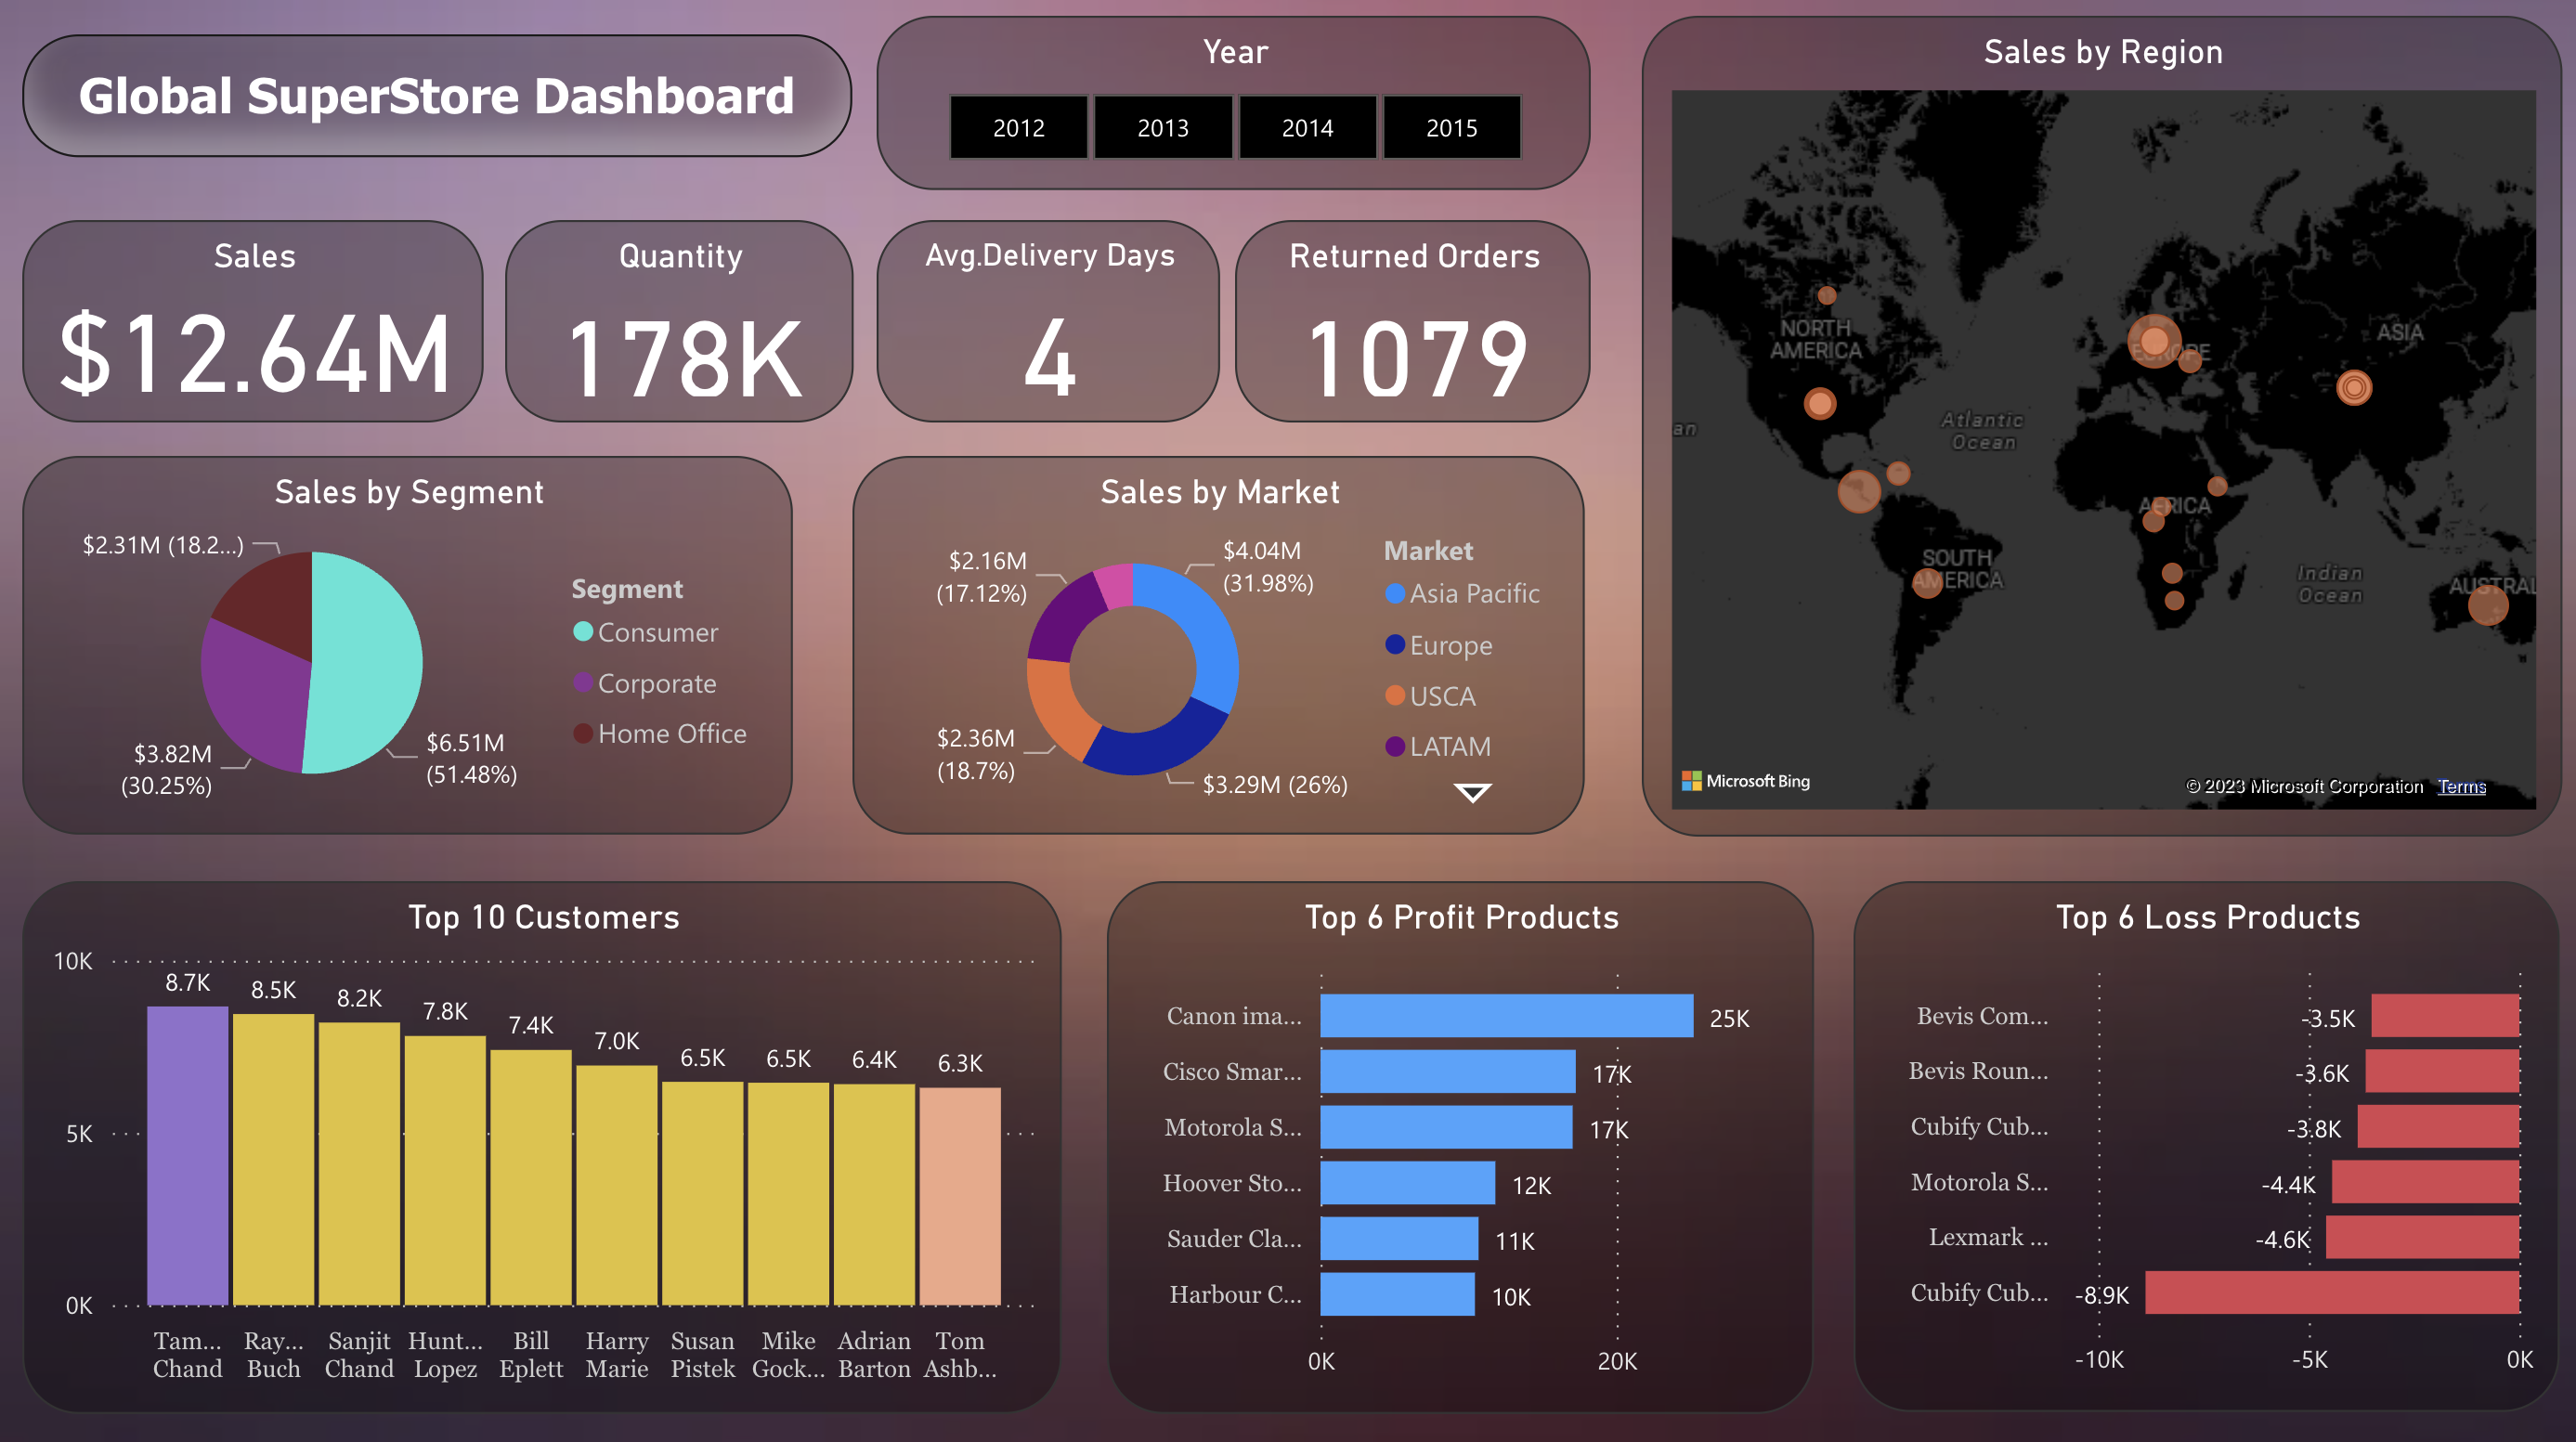 Global SuperStore Dashboard
Year
2012
2013
2014
2015
Sales
$12.64M
Quantity
178K
Avg.Delivery Days
4
Returned Orders
1079
Sales by Segment
$2.31M (18.2...)
$3.82M
(30.25%)
$6.51M
(51.48%)
Segment
Consumer
Corporate
Home Office
Sales by Market
$2.16M
(17.12%)
$4.04M
(31.98%)
$2.36M
(18.7%)
$3.29M (26%)
Market
Asia Pacific
Europe
USCA
LATAM
Sales by Region
NORTH
AMERICA
EUROPE
ASIA
an
Atlantic
Ocean
AFRICA
SOUTH
AMERICA
Indian
Ocean
AUSTRAL
Microsoft Bing
© 2023 Microsoft Corporation Terms
Top 10 Customers
10K
5K
0K
8.7K
8.5K
8.2K
7.8K
7.4K
7.0K
6.5K
6.5K
6.4K
6.3K
Tam...
Chand
Ray...
Buch
Sanjit
Chand
Hunt...
Lopez
Bill
Eplett
Harry
Marie
Susan
Pistek
Mike
Gock...
Adrian
Barton
Tom
Ashb...
Top 6 Profit Products
Canon ima... 25K
Cisco Smar... 17K
Motorola S... 17K
Hoover Sto... 12K
Sauder Cla... 11K
Harbour C... 10K
0K 20K
Top 6 Loss Products
Bevis Com... -3.5K
Bevis Roun... -3.6K
Cubify Cub... -3.8K
Motorola S... -4.4K
Lexmark ... -4.6K
Cubify Cub... -8.9K
-10K -5K 0K